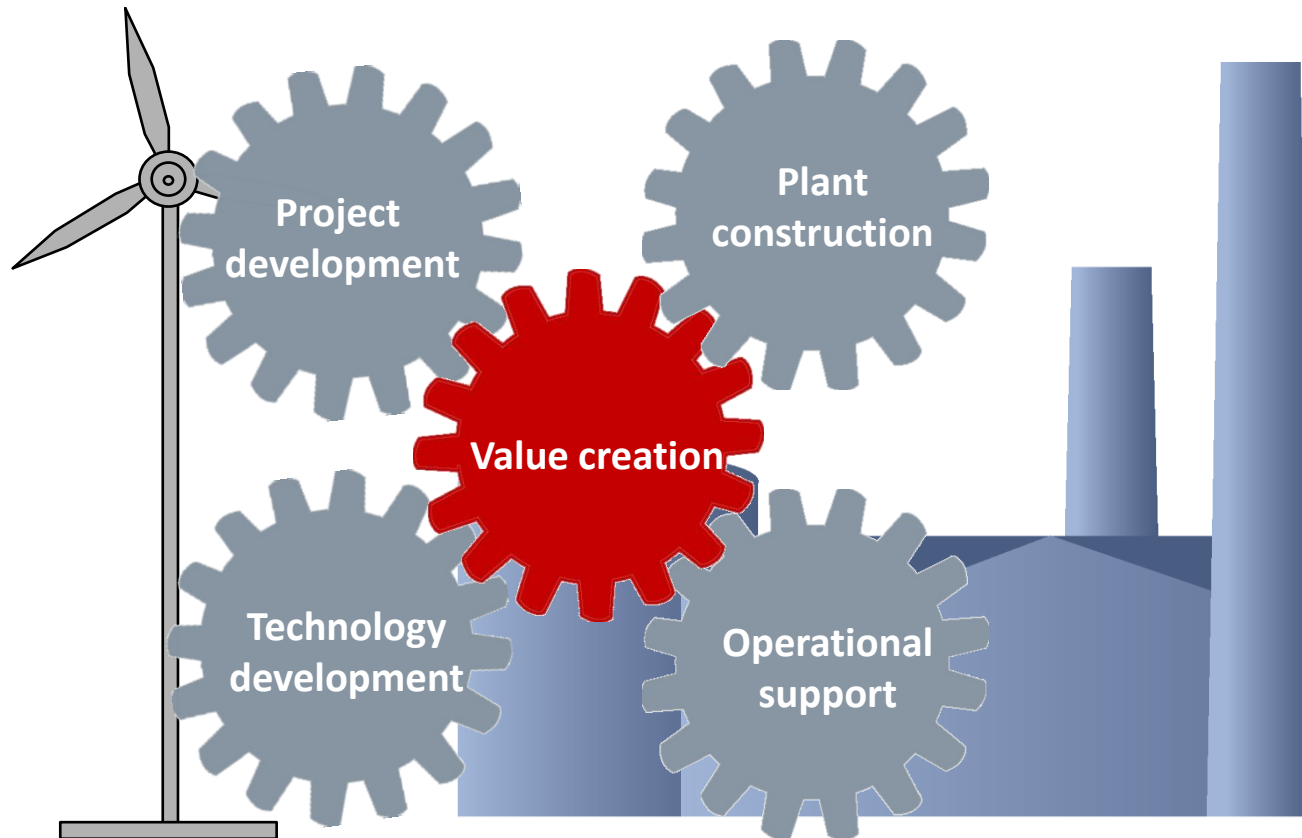 Project
development
Plant
construction
Value creation
Technology
development
Operational
support